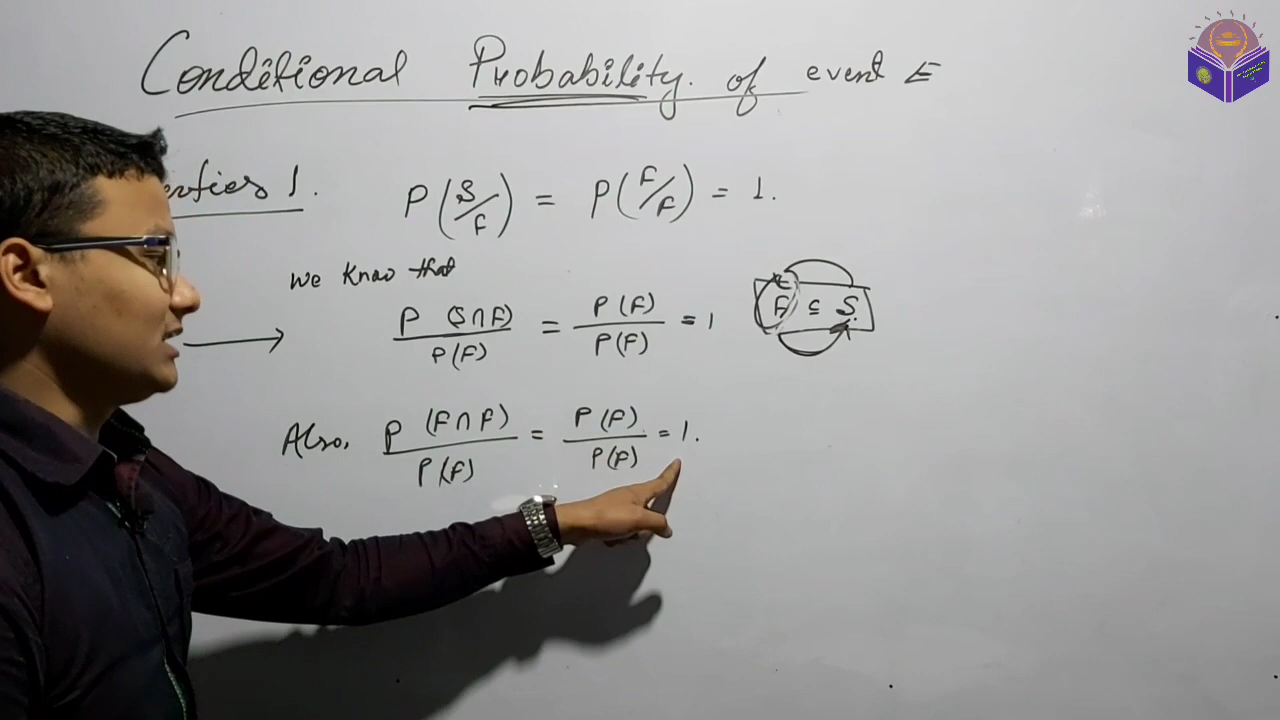 Conditional Probability. of event E
erties 1. P(S/F) = P(F/F) = 1.
We know that
P (S∩F)/P(F) = P(F)/P(F) = 1 F ⊆ S.
Also, P (F∩F)/P(F) = P(F)/P(F) = 1.